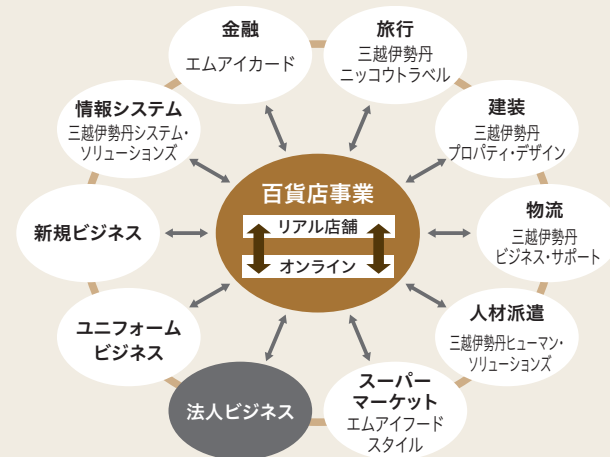 金融
エムアイカード
旅行
三越伊勢丹
ニッコウトラベル
建装
三越伊勢丹
プロパティ・デザイン
物流
三越伊勢丹
ビジネス・サポート
人材派遣
三越伊勢丹ヒューマン・
ソリューションズ
スーパー
マーケット
エムアイフード
スタイル
法人ビジネス
ユニフォーム
ビジネス
新規ビジネス
情報システム
三越伊勢丹システム・
ソリューションズ
百貨店事業
リアル店舗
オンライン